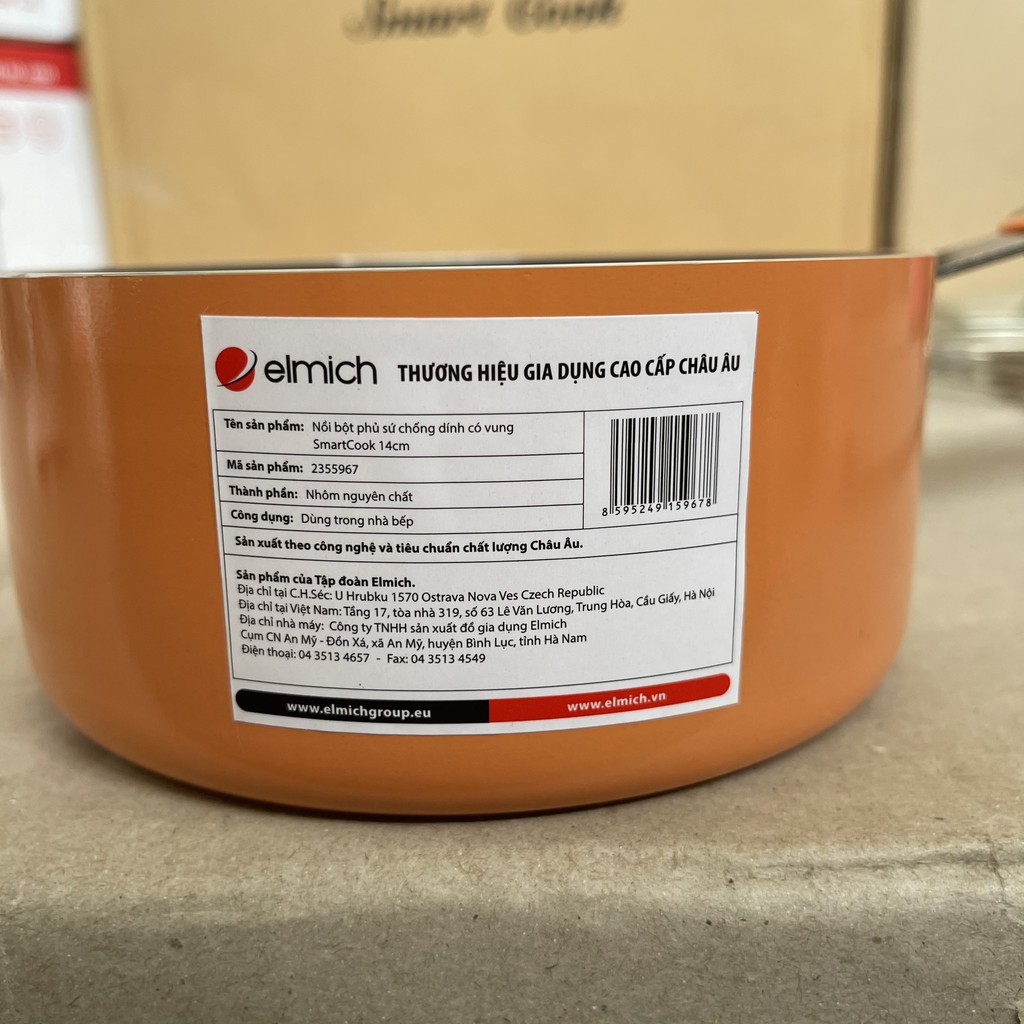 Smart Cook
elmich THƯƠNG HIỆU GIA DỤNG CAO CẤP CHÂU ÂU
Tên sản phẩm: Nồi bột phủ sứ chống dính có vung
SmartCook 14cm
Mã sản phẩm: 2355967
Thành phần: Nhôm nguyên chất
Công dụng: Dùng trong nhà bếp
8 595249 159678
Sản xuất theo công nghệ và tiêu chuẩn chất lượng Châu Âu.
Sản phẩm của Tập đoàn Elmich.
Địa chỉ tại C.H.Séc: U Hrubku 1570 Ostrava Nova Ves Czech Republic
Địa chỉ tại Việt Nam: Tầng 17, tòa nhà 319, số 63 Lê Văn Lương, Trung Hòa, Cầu Giấy, Hà Nội
Địa chỉ nhà máy: Công ty TNHH sản xuất đồ gia dụng Elmich
Cụm CN An Mỹ - Đồn Xá, xã An Mỹ, huyện Bình Lục, tỉnh Hà Nam
Điện thoại: 04 3513 4657 - Fax: 04 3513 4549
www.elmichgroup.eu www.elmich.vn